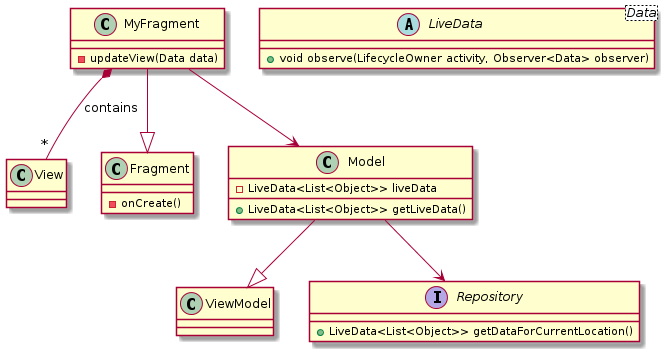 C MyFragment
updateView(Data data)
A LiveData
Data
void observe(LifecycleOwner activity, Observer<Data> observer)
contains
*
C View
C Fragment
onCreate()
C Model
LiveData<List<Object>> liveData
LiveData<List<Object>> getLiveData()
C ViewModel
I Repository
LiveData<List<Object>> getDataForCurrentLocation()